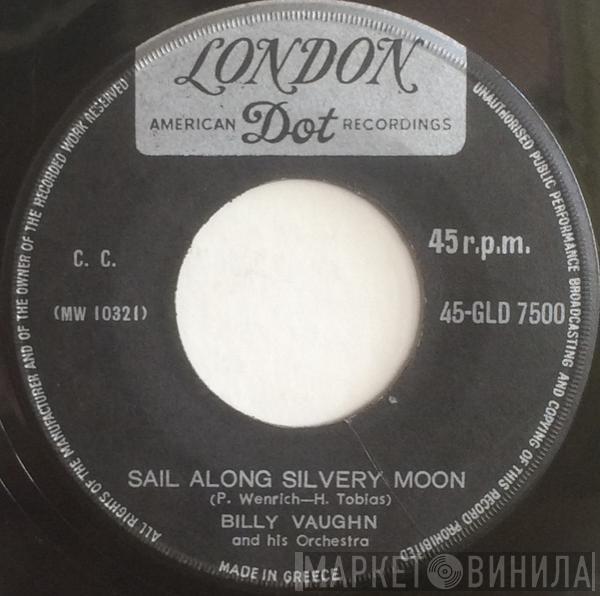 LONDON
AMERICAN Dot RECORDINGS
45 r.p.m.
C. C.
(MW 10321)
45-GLD 7500
SAIL ALONG SILVERY MOON
(P. Wenrich—H. Tobias)
BILLY VAUGHN
and his Orchestra
MADE IN GREECE
ALL RIGHTS OF THE MANUFACTURER AND OF THE OWNER OF THE RECORDED WORK RESERVED
UNAUTHORISED PUBLIC PERFORMANCE BROADCASTING AND COPYING OF THIS RECORD PROHIBITED
МАРКЕТ ВИНИЛА